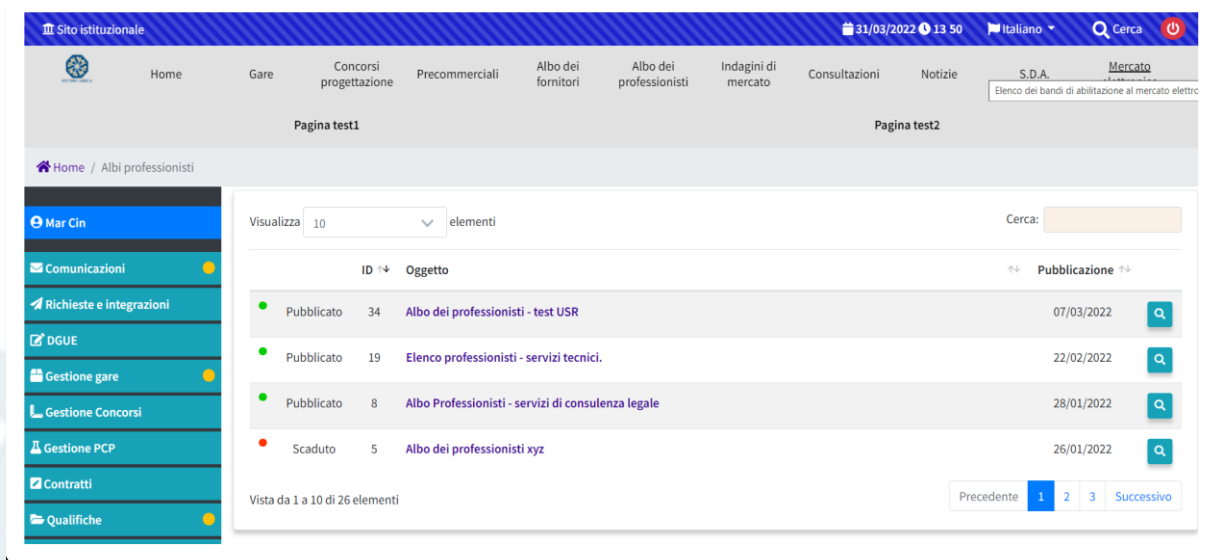 Sito istituzionale
31/03/2022 13 50
Italiano
Cerca
Home
Gare
Concorsi
progettazione
Precommerciali
Albo dei
fornitori
Albo dei
professionisti
Indagini di
mercato
Consultazioni
Notizie
S.D.A.
Mercato
Elenco dei bandi di abilitazione al mercato elettro
Pagina test1
Pagina test2
Home / Albi professionisti
Mar Cin
Comunicazioni
Richieste e integrazioni
DGUE
Gestione gare
Gestione Concorsi
Gestione PCP
Contratti
Qualifiche
Visualizza 10 elementi
Cerca:
ID Oggetto Pubblicazione
Pubblicato 34 Albo dei professionisti - test USR 07/03/2022
Pubblicato 19 Elenco professionisti - servizi tecnici. 22/02/2022
Pubblicato 8 Albo Professionisti - servizi di consulenza legale 28/01/2022
Scaduto 5 Albo dei professionisti xyz 26/01/2022
Vista da 1 a 10 di 26 elementi
Precedente 1 2 3 Successivo